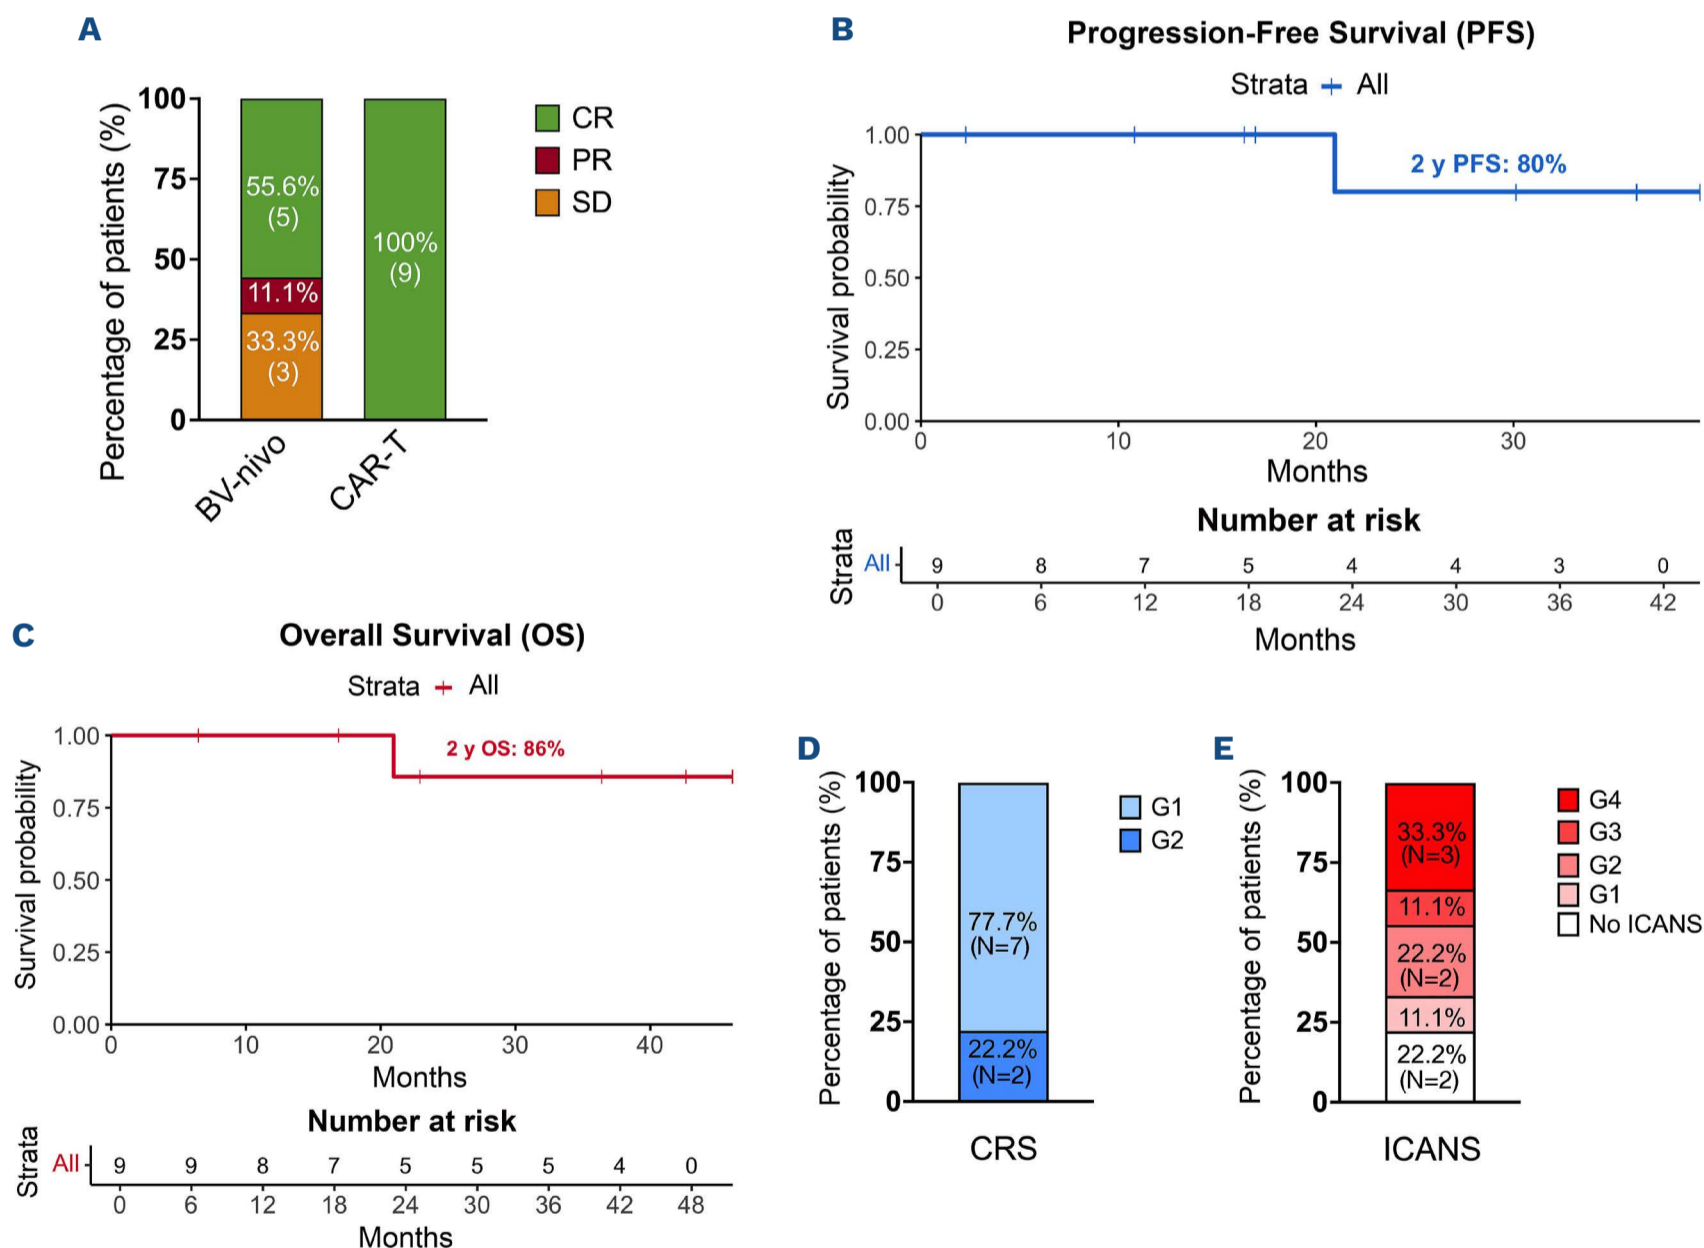 A
Percentage of patients (%)
100
75
50
25
0
55.6%
(5)
11.1%
33.3%
(3)
100%
(9)
BV-nivo
CAR-T
CR
PR
SD
B
Progression-Free Survival (PFS)
Strata All
Survival probability
1.00
0.75
0.50
0.25
0.00
2 y PFS: 80%
0 10 20 30
Months
Number at risk
Strata
All 9 8 7 5 4 4 3 0
0 6 12 18 24 30 36 42
Months
C
Overall Survival (OS)
Strata All
Survival probability
1.00
0.75
0.50
0.25
0.00
2 y OS: 86%
0 10 20 30 40
Months
Number at risk
Strata
All 9 9 8 7 5 5 5 4 0
0 6 12 18 24 30 36 42 48
Months
D
Percentage of patients (%)
100
75
50
25
0
77.7%
(N=7)
22.2%
(N=2)
CRS
G1
G2
E
Percentage of patients (%)
100
75
50
25
0
33.3%
(N=3)
11.1%
22.2%
(N=2)
11.1%
22.2%
(N=2)
ICANS
G4
G3
G2
G1
No ICANS